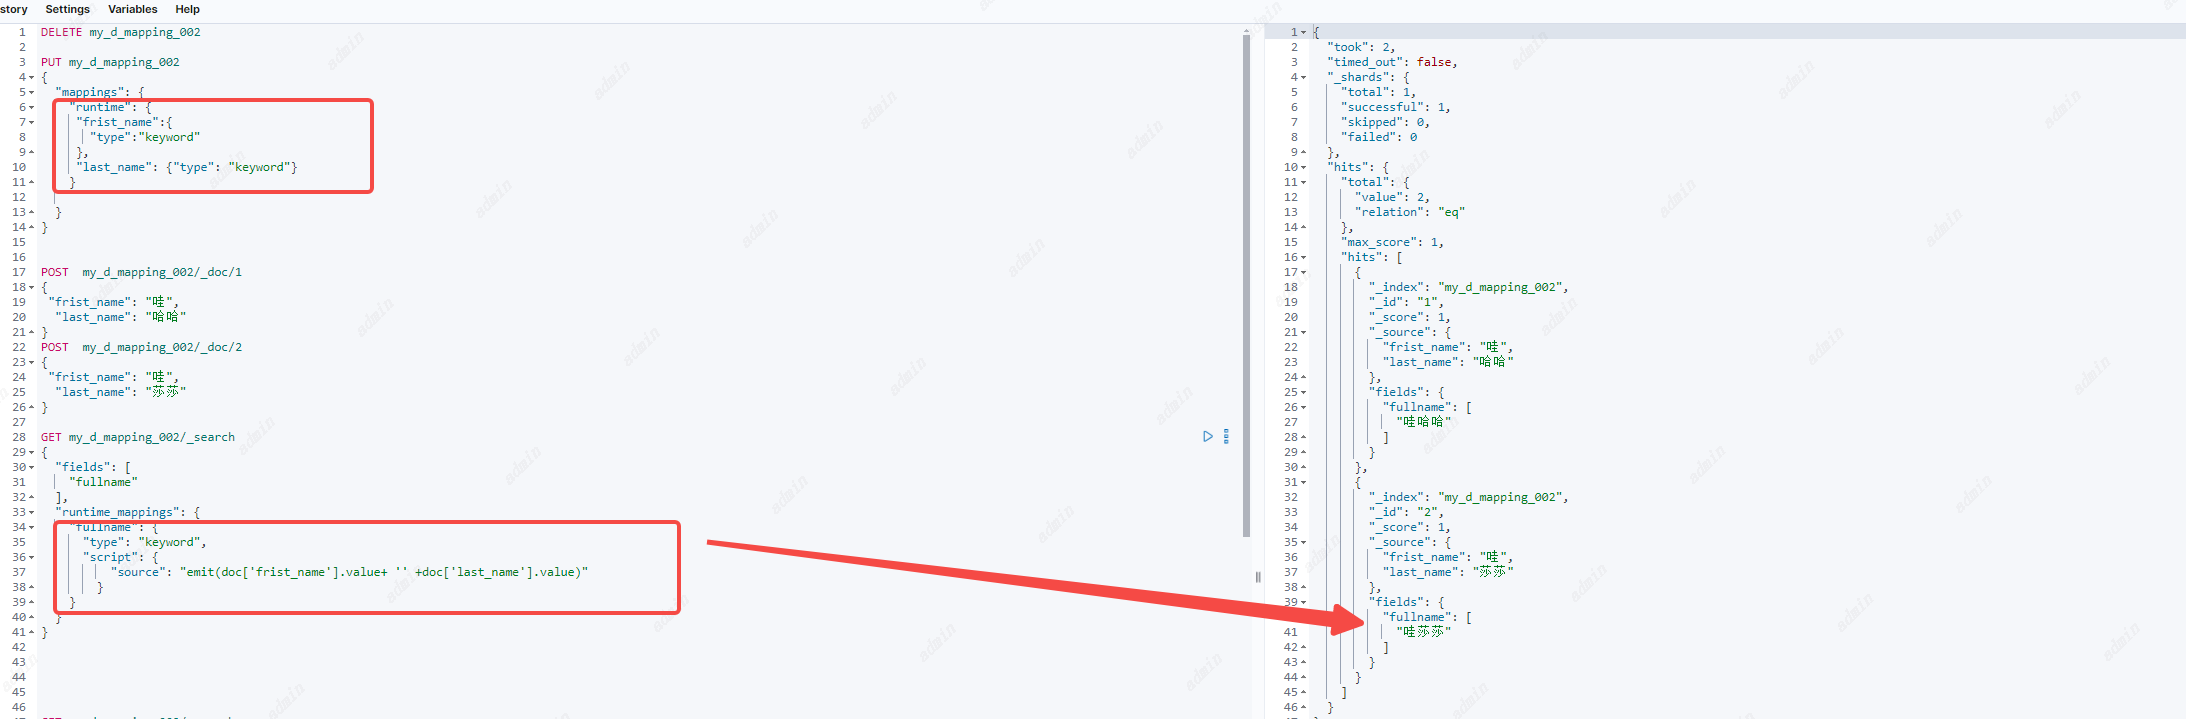 story Settings Variables Help
1 DELETE my_d_mapping_002
2
3 PUT my_d_mapping_002
4 {
5 "mappings": {
6 "runtime": {
7 "frist_name":{
8 "type":"keyword"
9 },
10 "last_name": {"type": "keyword"}
11 }
12
13 }
14 }
15
16
17 POST my_d_mapping_002/_doc/1
18 {
19 "frist_name": "哇",
20 "last_name": "哈哈"
21 }
22 POST my_d_mapping_002/_doc/2
23 {
24 "frist_name": "哇",
25 "last_name": "莎莎"
26 }
27
28 GET my_d_mapping_002/_search
29 {
30 "fields": [
31 "fullname"
32 ],
33 "runtime_mappings": {
34 "fullname": {
35 "type": "keyword",
36 "script": {
37 "source": "emit(doc['frist_name'].value+ '' +doc['last_name'].value)"
38 }
39 }
40 }
41 }
42
43
44
45
46
1 {
2 "took": 2,
3 "timed_out": false,
4 "_shards": {
5 "total": 1,
6 "successful": 1,
7 "skipped": 0,
8 "failed": 0
9 },
10 "hits": {
11 "total": {
12 "value": 2,
13 "relation": "eq"
14 },
15 "max_score": 1,
16 "hits": [
17 {
18 "_index": "my_d_mapping_002",
19 "_id": "1",
20 "_score": 1,
21 "_source": {
22 "frist_name": "哇",
23 "last_name": "哈哈"
24 },
25 "fields": {
26 "fullname": [
27 "哇哈哈"
28 ]
29 }
30 },
31 {
32 "_index": "my_d_mapping_002",
33 "_id": "2",
34 "_score": 1,
35 "_source": {
36 "frist_name": "哇",
37 "last_name": "莎莎"
38 },
39 "fields": {
"fullname": [
41 "哇莎莎"
42 ]
43 }
44 }
45 ]
46 }
admin